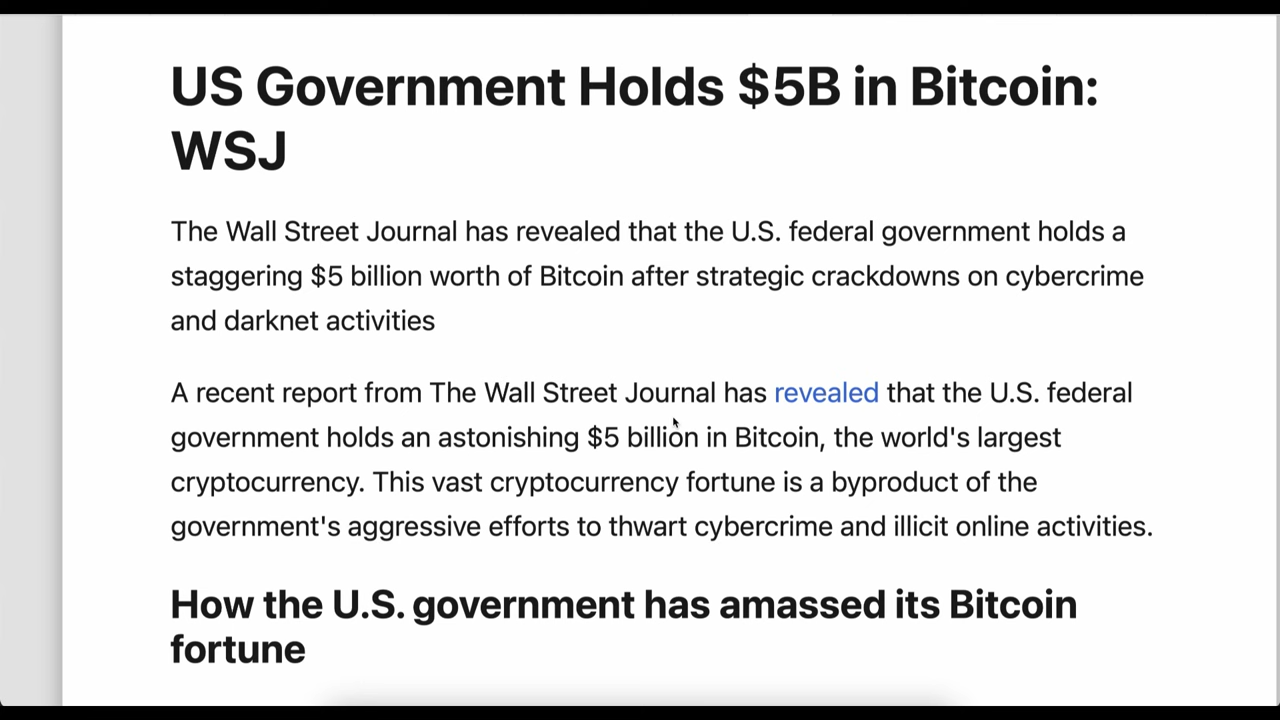 US Government Holds $5B in Bitcoin:
WSJ
The Wall Street Journal has revealed that the U.S. federal government holds a
staggering $5 billion worth of Bitcoin after strategic crackdowns on cybercrime
and darknet activities
A recent report from The Wall Street Journal has revealed that the U.S. federal
government holds an astonishing $5 billion in Bitcoin, the world's largest
cryptocurrency. This vast cryptocurrency fortune is a byproduct of the
government's aggressive efforts to thwart cybercrime and illicit online activities.
How the U.S. government has amassed its Bitcoin
fortune